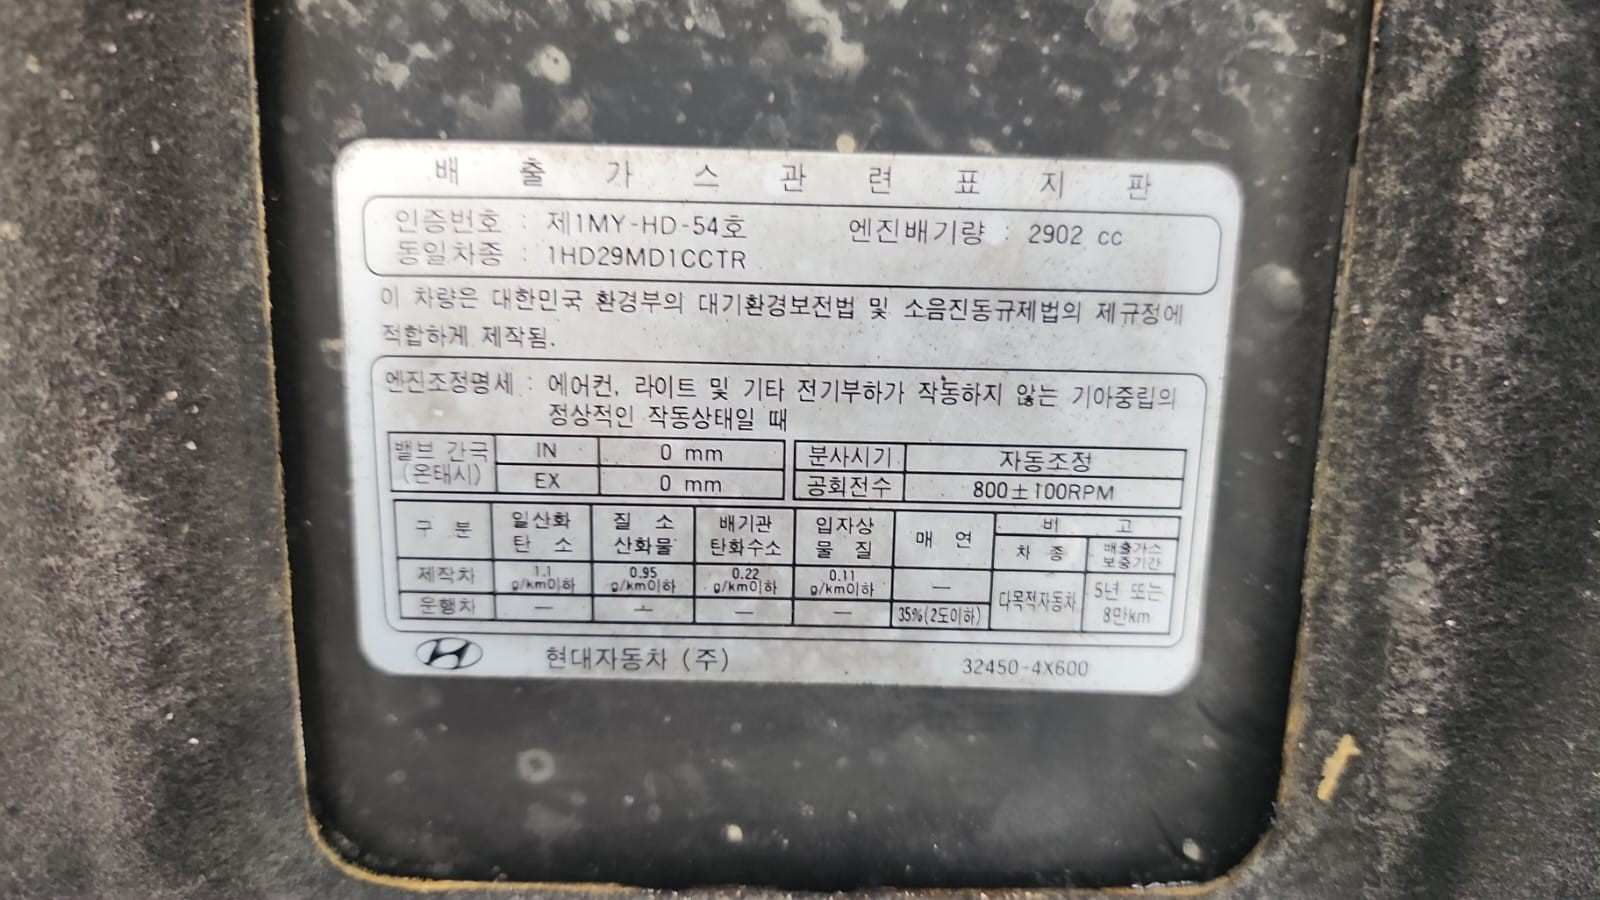 배 출 가 스 관 련 표 지 판
인증번호 : 제1MY-HD-54호 엔진배기량 : 2902 cc
동일차종 : 1HD29MD1CCTR
이 차량은 대한민국 환경부의 대기환경보전법 및 소음진동규제법의 제규정에
적합하게 제작됨.
엔진조정명세 : 에어컨, 라이트 및 기타 전기부하가 작동하지 않는 기아중립의
정상적인 작동상태일 때
밸브 간극 IN 0 mm 분사시기 자동조정
(온태시) EX 0 mm 공회전수 800±100RPM
구 분 일산화 탄 소 질 소 산화물 배기관 탄화수소 입자상 물 질 매 연 비 고
차 종 배출가스 보증기간
제작차 1.1 g/km이하 0.95 g/km이하 0.22 g/km이하 0.11 g/km이하 — 다목적자동차 5년 또는 8만km
운행차 — — — — 35%(2도이하)
현대자동차 (주) 32450-4X600